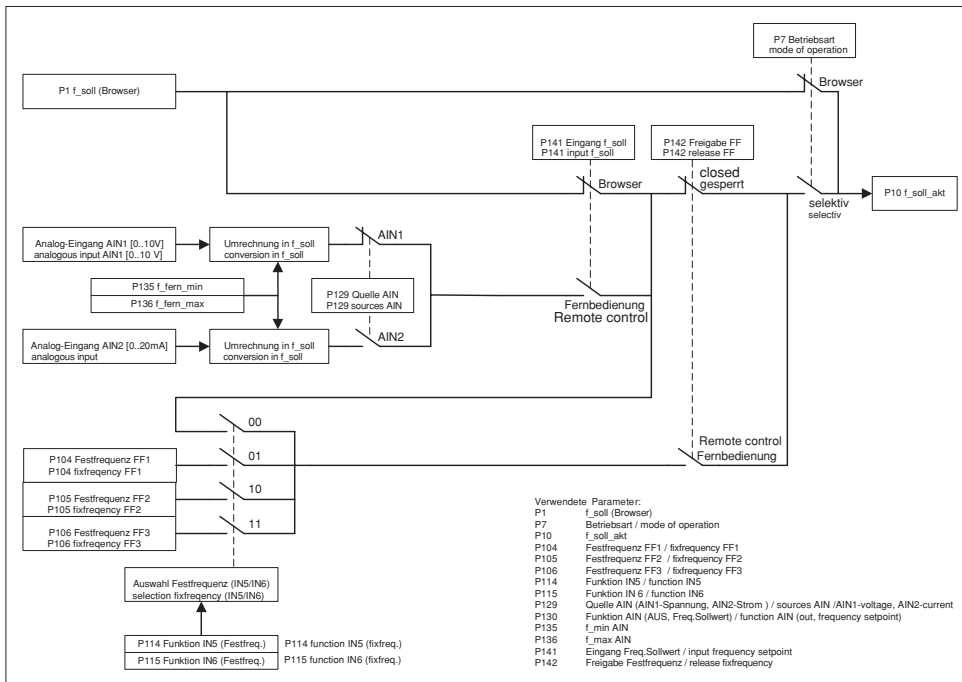 P7 Betriebsart
mode of operation
P1 f_soll (Browser)
Browser
P141 Eingang f_soll
P141 input f_soll
P142 Freigabe FF
P142 release FF
Browser
closed
gesperrt
selektiv
selectiv
P10 f_soll_akt
Analog-Eingang AIN1 [0..10V]
analogous input AIN1 [0..10 V]
Umrechnung in f_soll
conversion in f_soll
AIN1
P135 f_fern_min
P136 f_fern_max
P129 Quelle AIN
P129 sources AIN
Fernbedienung
Remote control
Analog-Eingang AIN2 [0..20mA]
analogous input
Umrechnung in f_soll
conversion in f_soll
AIN2
00
P104 Festfrequenz FF1
P104 fixfreqency FF1
01
Remote control
Fernbedienung
P105 Festfrequenz FF2
P105 fixfreqency FF2
10
P106 Festfrequenz FF3
P106 fixfreqency FF3
11
Auswahl Festfrequenz (IN5/IN6)
selection fixfreqency (IN5/IN6)
P114 Funktion IN5 (Festfreq.)
P114 function IN5 (fixfreq.)
P115 Funktion IN6 (Festfreq.)
P115 function IN6 (fixfreq.)
Verwendete Parameter:
P1 f_soll (Browser)
P7 Betriebsart / mode of operation
P10 f_soll_akt
P104 Festfrequenz FF1 / fixfrequency FF1
P105 Festfrequenz FF2 / fixfrequency FF2
P106 Festfrequenz FF3 / fixfrequency FF3
P114 Funktion IN5 / function IN5
P115 Funktion IN 6 / function IN6
P129 Quelle AIN (AIN1-Spannung, AIN2-Strom ) / sources AIN /AIN1-voltage, AIN2-current
P130 Funktion AIN (AUS, Freq.Sollwert) / function AIN (out, frequency setpoint)
P135 f_min AIN
P136 f_max AIN
P141 Eingang Freq.Sollwert / input frequency setpoint
P142 Freigabe Festfrequenz / release fixfrequency